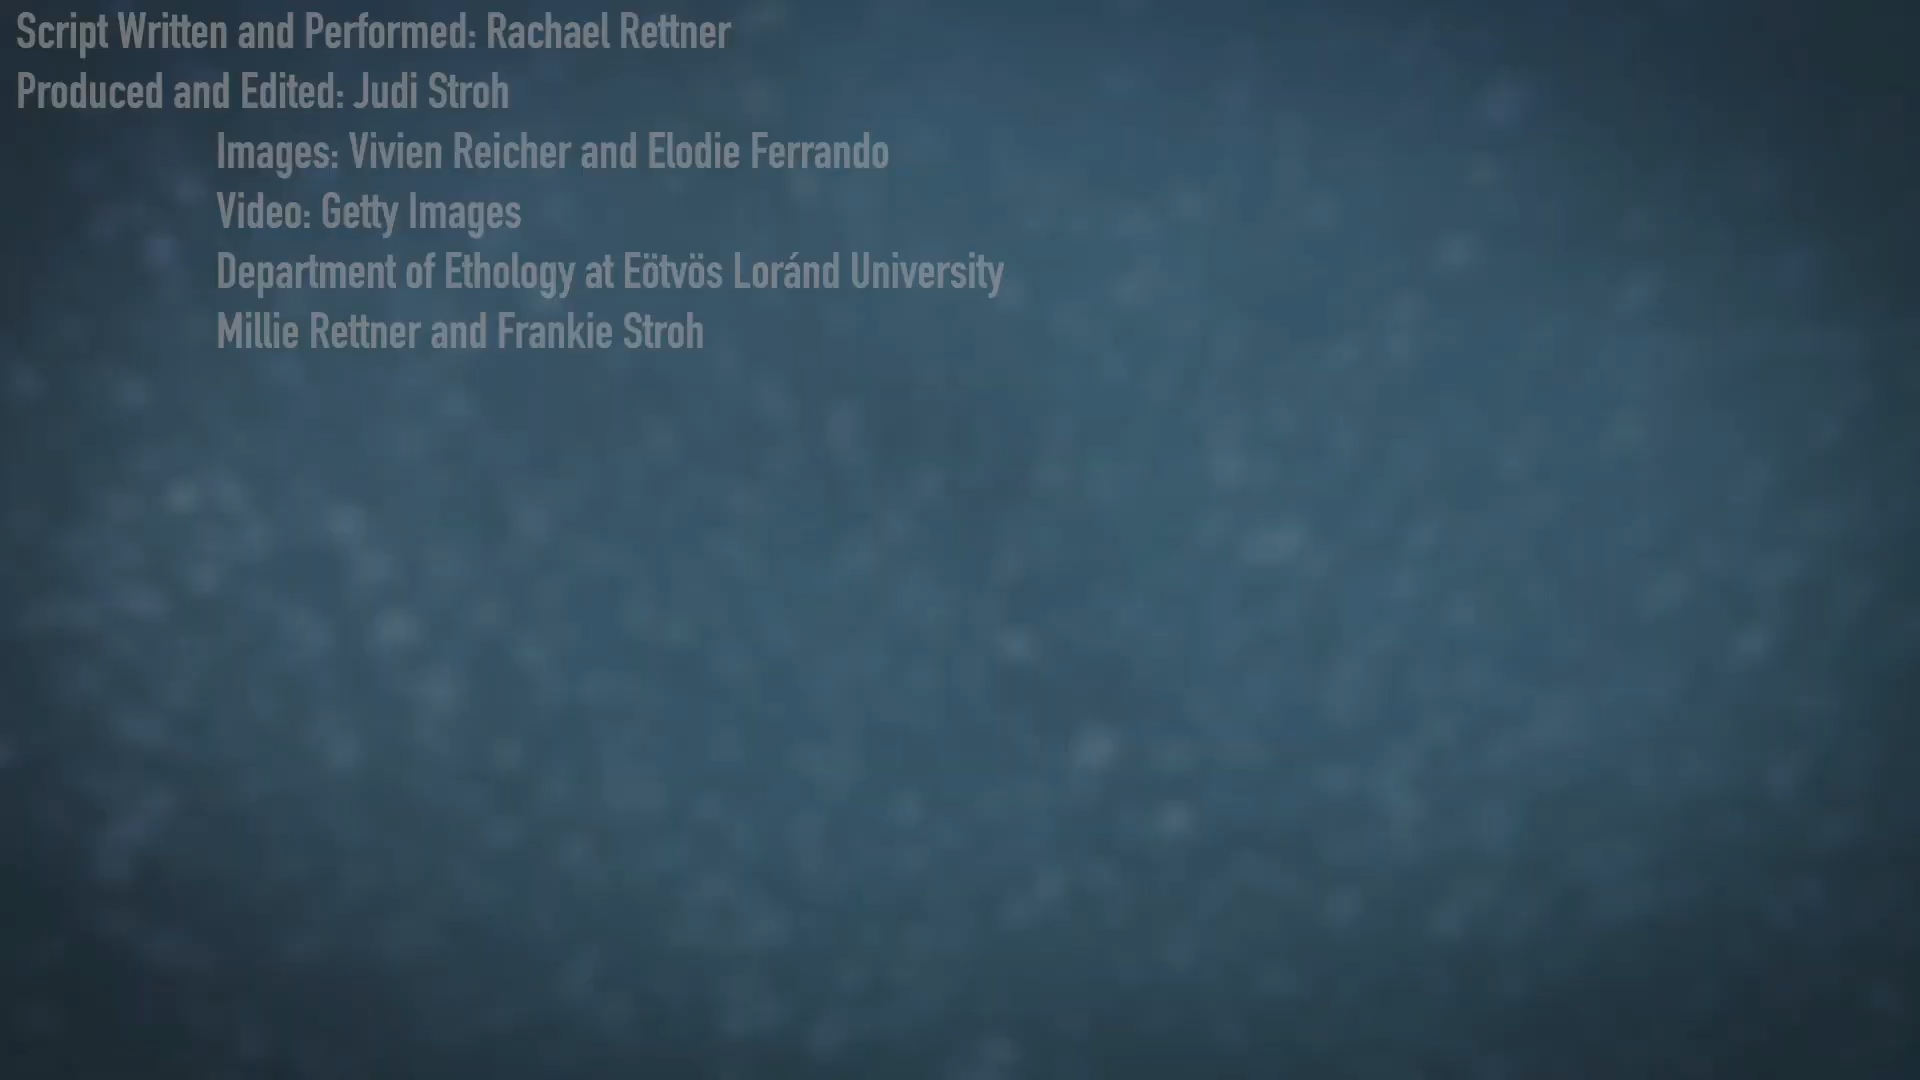 Script Written and Performed: Rachael Rettner
Produced and Edited: Judi Stroh
Images: Vivien Reicher and Elodie Ferrando
Video: Getty Images
Department of Ethology at Eötvös Loránd University
Millie Rettner and Frankie Stroh